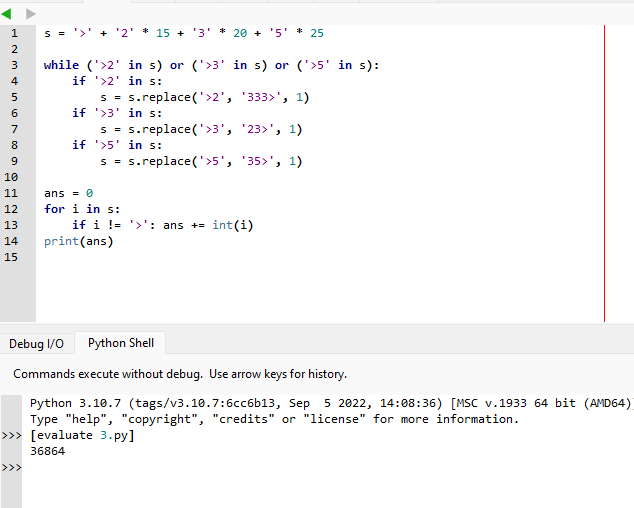 1 s = '>' + '2' * 15 + '3' * 20 + '5' * 25
2
3 while ('>2' in s) or ('>3' in s) or ('>5' in s):
4     if '>2' in s:
5         s = s.replace('>2', '333>', 1)
6     if '>3' in s:
7         s = s.replace('>3', '23>', 1)
8     if '>5' in s:
9         s = s.replace('>5', '35>', 1)
10
11 ans = 0
12 for i in s:
13     if i != '>': ans += int(i)
14 print(ans)
15
Debug I/O Python Shell
Commands execute without debug. Use arrow keys for history.
Python 3.10.7 (tags/v3.10.7:6cc6b13, Sep  5 2022, 14:08:36) [MSC v.1933 64 bit (AMD64)
Type "help", "copyright", "credits" or "license" for more information.
>>> [evaluate 3.py]
36864
>>>